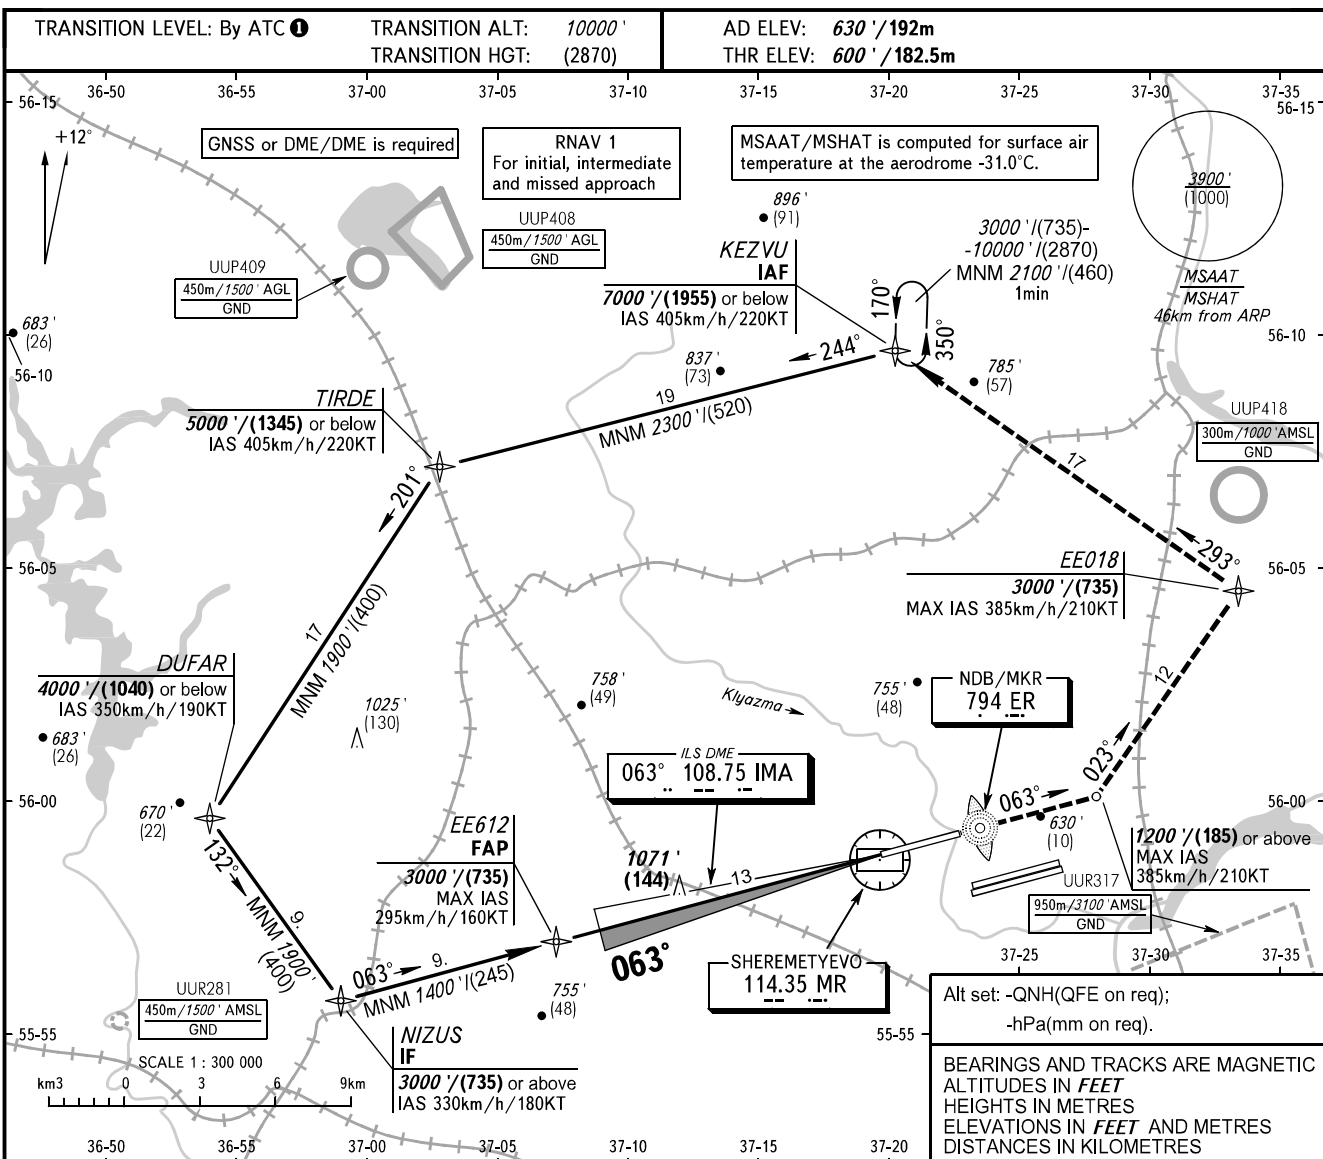 TRANSITION LEVEL: By ATC ❶
TRANSITION ALT: 10000 '
TRANSITION HGT: (2870)
AD ELEV: 630 '/192m
THR ELEV: 600 '/182.5m
36-50 36-55 37-00 37-05 37-10 37-15 37-20 37-25 37-30 37-35
56-15
56-15
+12°
GNSS or DME/DME is required
RNAV 1
For initial, intermediate
and missed approach
MSAAT/MSHAT is computed for surface air
temperature at the aerodrome -31.0°C.
3900 '
(1000)
MSAAT
MSHAT
46km from ARP
896 '
(91)
UUP408
450m/1500 ' AGL
GND
UUP409
450m/1500 ' AGL
GND
KEZVU
IAF
7000 '/(1955) or below
IAS 405km/h/220KT
3000 '/(735)-
-10000 '/(2870)
MNM 2100 '/(460)
1min
170°
350°
683 '
(26)
56-10
56-10
244°
837 '
(73)
785 '
(57)
19
MNM 2300 '/(520)
TIRDE
5000 '/(1345) or below
IAS 405km/h/220KT
UUP418
300m/1000 'AMSL
GND
17
201°
293°
56-05
56-05
EE018
3000 '/(735)
MAX IAS 385km/h/210KT
17
MNM 1900 '/(400)
DUFAR
4000 '/(1040) or below
IAS 350km/h/190KT
683 '
(26)
1025 '
(130)
758 '
(49)
Klyazma
755 '
(48)
NDB/MKR
794 ER
12
023°
ILS DME
063° 108.75 IMA
063°
56-00
56-00
670 '
(22)
EE612
FAP
3000 '/(735)
MAX IAS
295km/h/160KT
1071 '
(144)
13
630 '
(10)
1200 '/(185) or above
MAX IAS
385km/h/210KT
132°
9.
MNM 1900 '
(400)
UUR317
950m/3100 'AMSL
GND
063°
063°
9.
MNM 1400 '/(245)
SHEREMETYEVO
114.35 MR
37-25 37-30 37-35
UUR281
450m/1500 ' AMSL
GND
755 '
(48)
NIZUS
IF
3000 '/(735) or above
IAS 330km/h/180KT
55-55
55-55
SCALE 1 : 300 000
km3 0 3 6 9km
Alt set: -QNH(QFE on req);
-hPa(mm on req).
BEARINGS AND TRACKS ARE MAGNETIC
ALTITUDES IN FEET
HEIGHTS IN METRES
ELEVATIONS IN FEET AND METRES
DISTANCES IN KILOMETRES
36-50 36-55 37-00 37-05 37-10 37-15 37-20